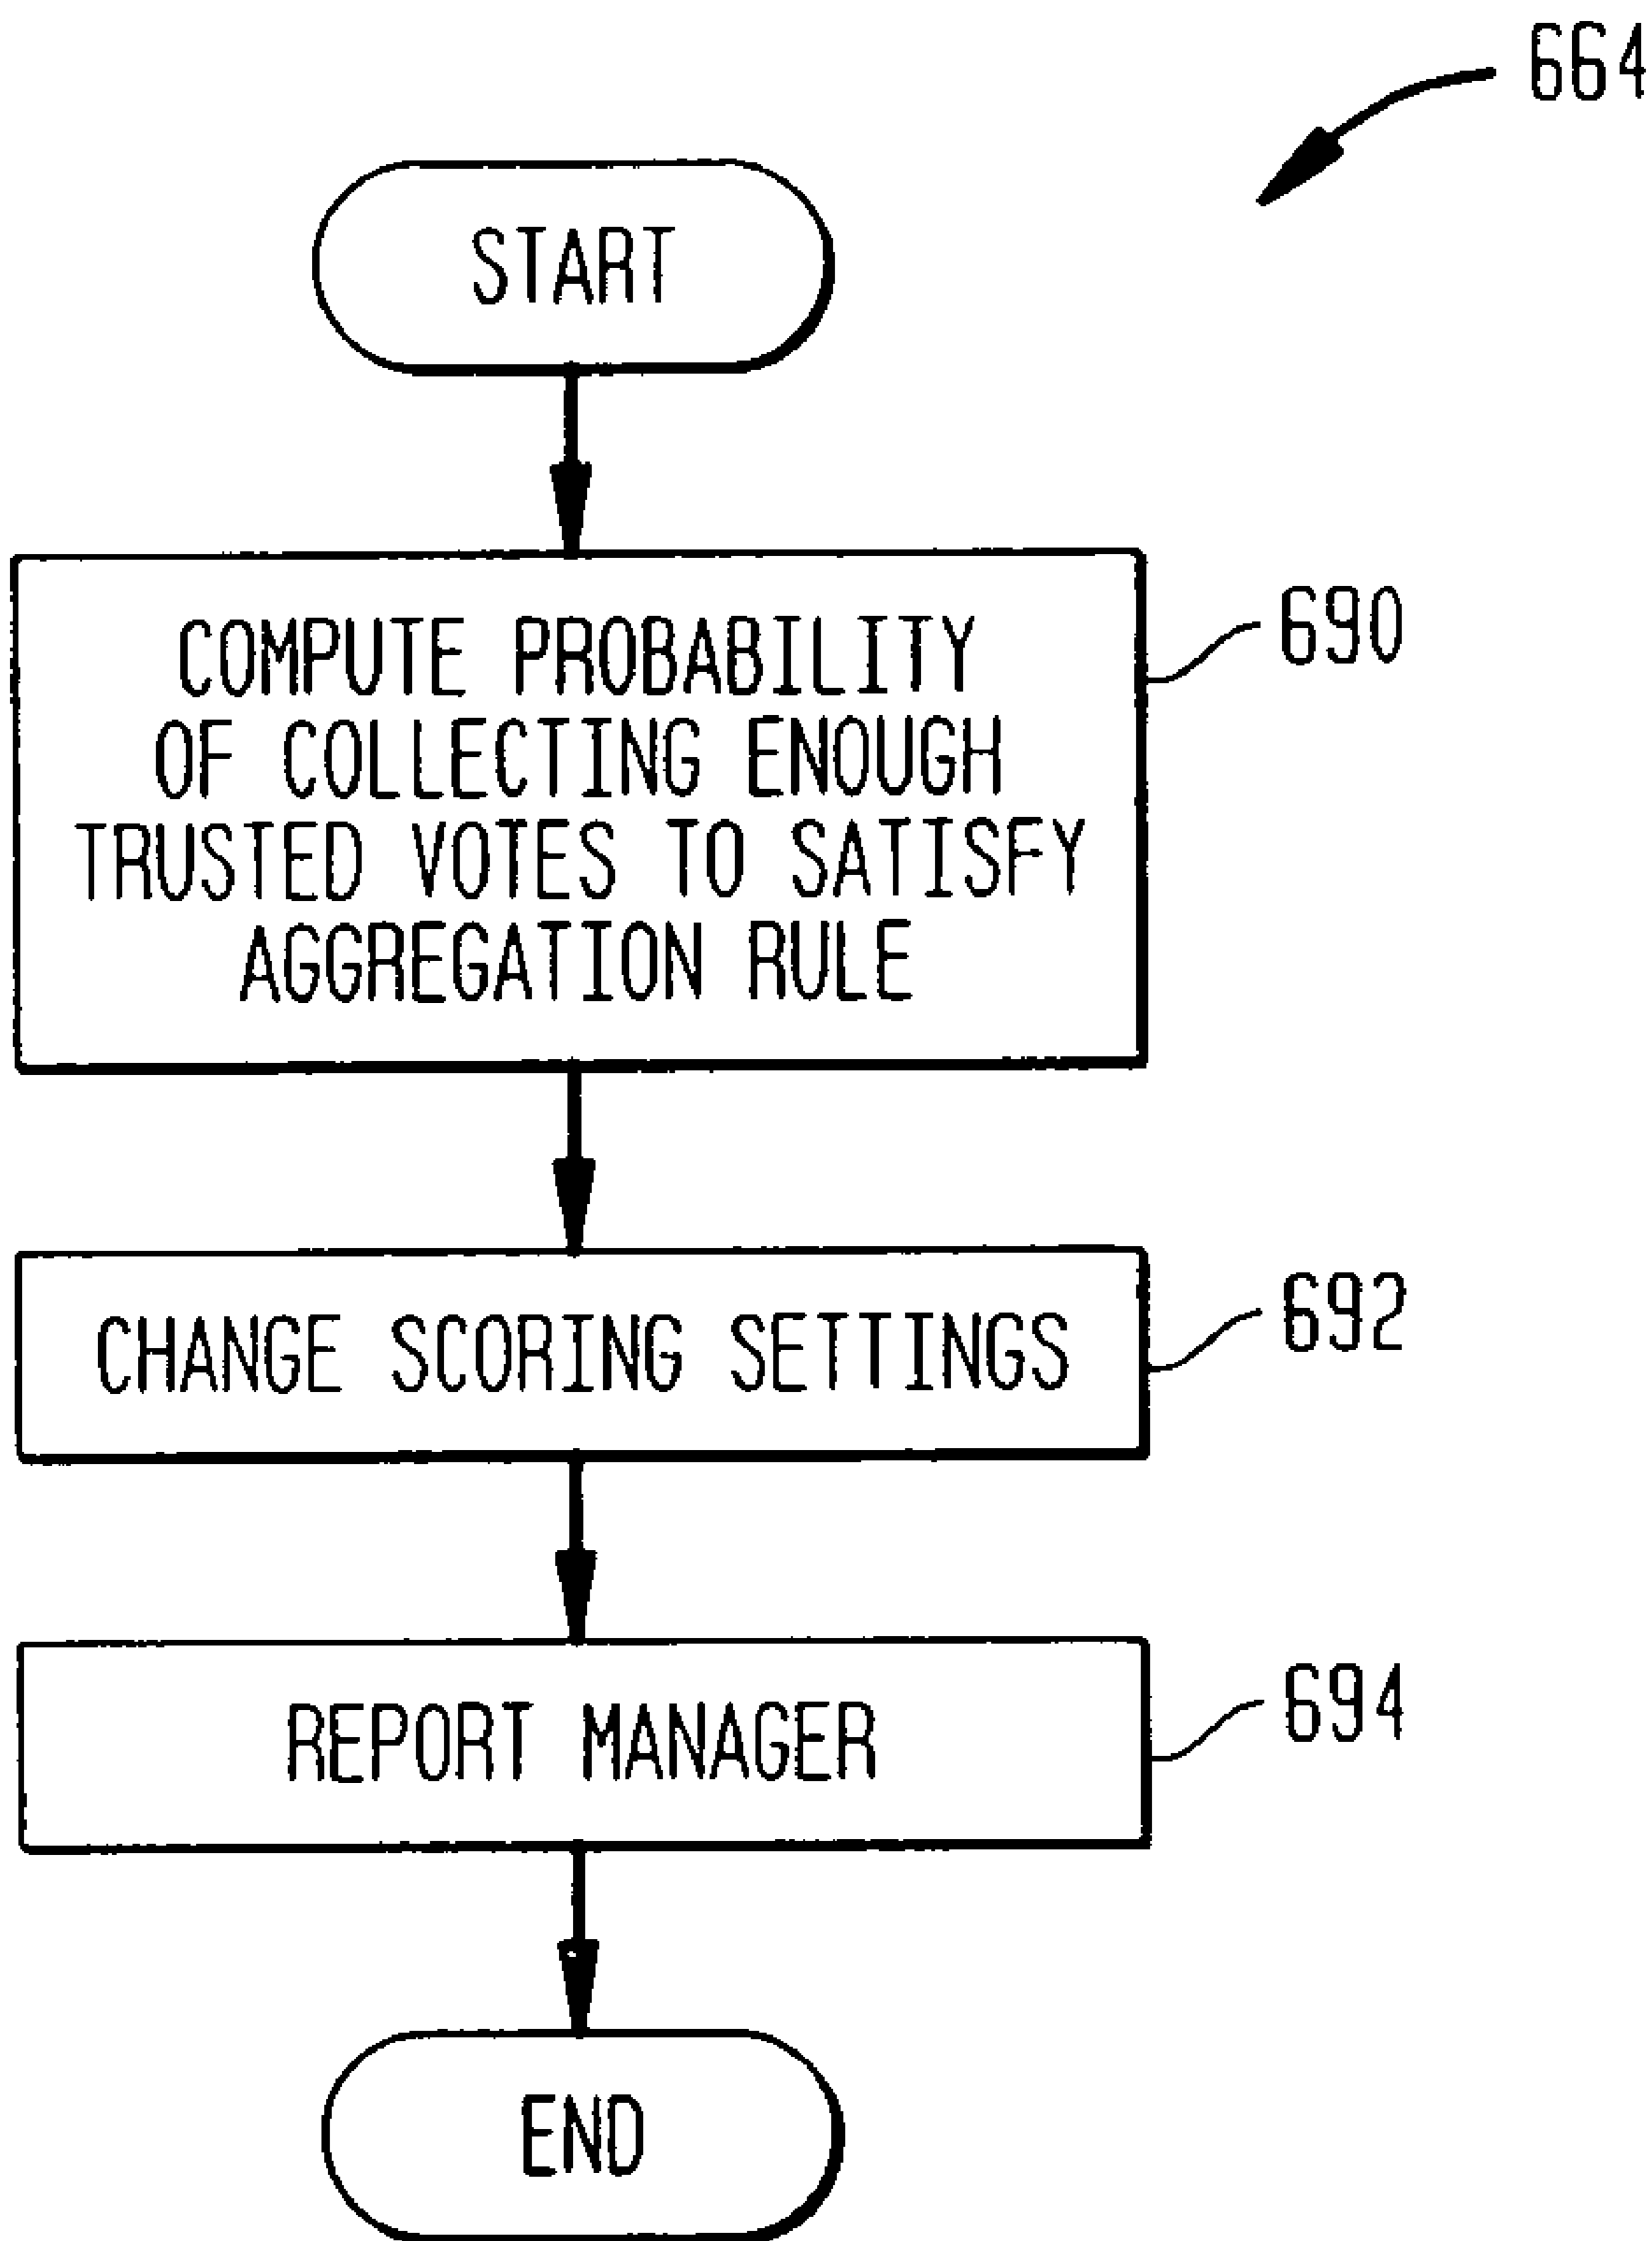 664
START
COMPUTE PROBABILITY
OF COLLECTING ENOUGH
TRUSTED VOTES TO SATISFY
AGGREGATION RULE
690
CHANGE SCORING SETTINGS
692
REPORT MANAGER
694
END